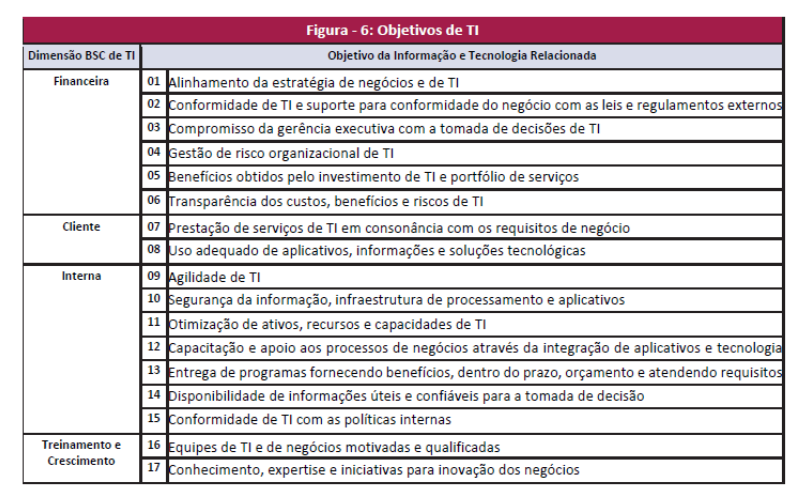 Figura - 6: Objetivos de TI
Dimensão BSC de TI Objetivo da Informação e Tecnologia Relacionada
Financeira 01 Alinhamento da estratégia de negócios e de TI
02 Conformidade de TI e suporte para conformidade do negócio com as leis e regulamentos externos
03 Compromisso da gerência executiva com a tomada de decisões de TI
04 Gestão de risco organizacional de TI
05 Benefícios obtidos pelo investimento de TI e portfólio de serviços
06 Transparência dos custos, benefícios e riscos de TI
Cliente 07 Prestação de serviços de TI em consonância com os requisitos de negócio
08 Uso adequado de aplicativos, informações e soluções tecnológicas
Interna 09 Agilidade de TI
10 Segurança da informação, infraestrutura de processamento e aplicativos
11 Otimização de ativos, recursos e capacidades de TI
12 Capacitação e apoio aos processos de negócios através da integração de aplicativos e tecnologia
13 Entrega de programas fornecendo benefícios, dentro do prazo, orçamento e atendendo requisitos
14 Disponibilidade de informações úteis e confiáveis para a tomada de decisão
15 Conformidade de TI com as políticas internas
Treinamento e 16 Equipes de TI e de negócios motivadas e qualificadas
Crescimento 17 Conhecimento, expertise e iniciativas para inovação dos negócios